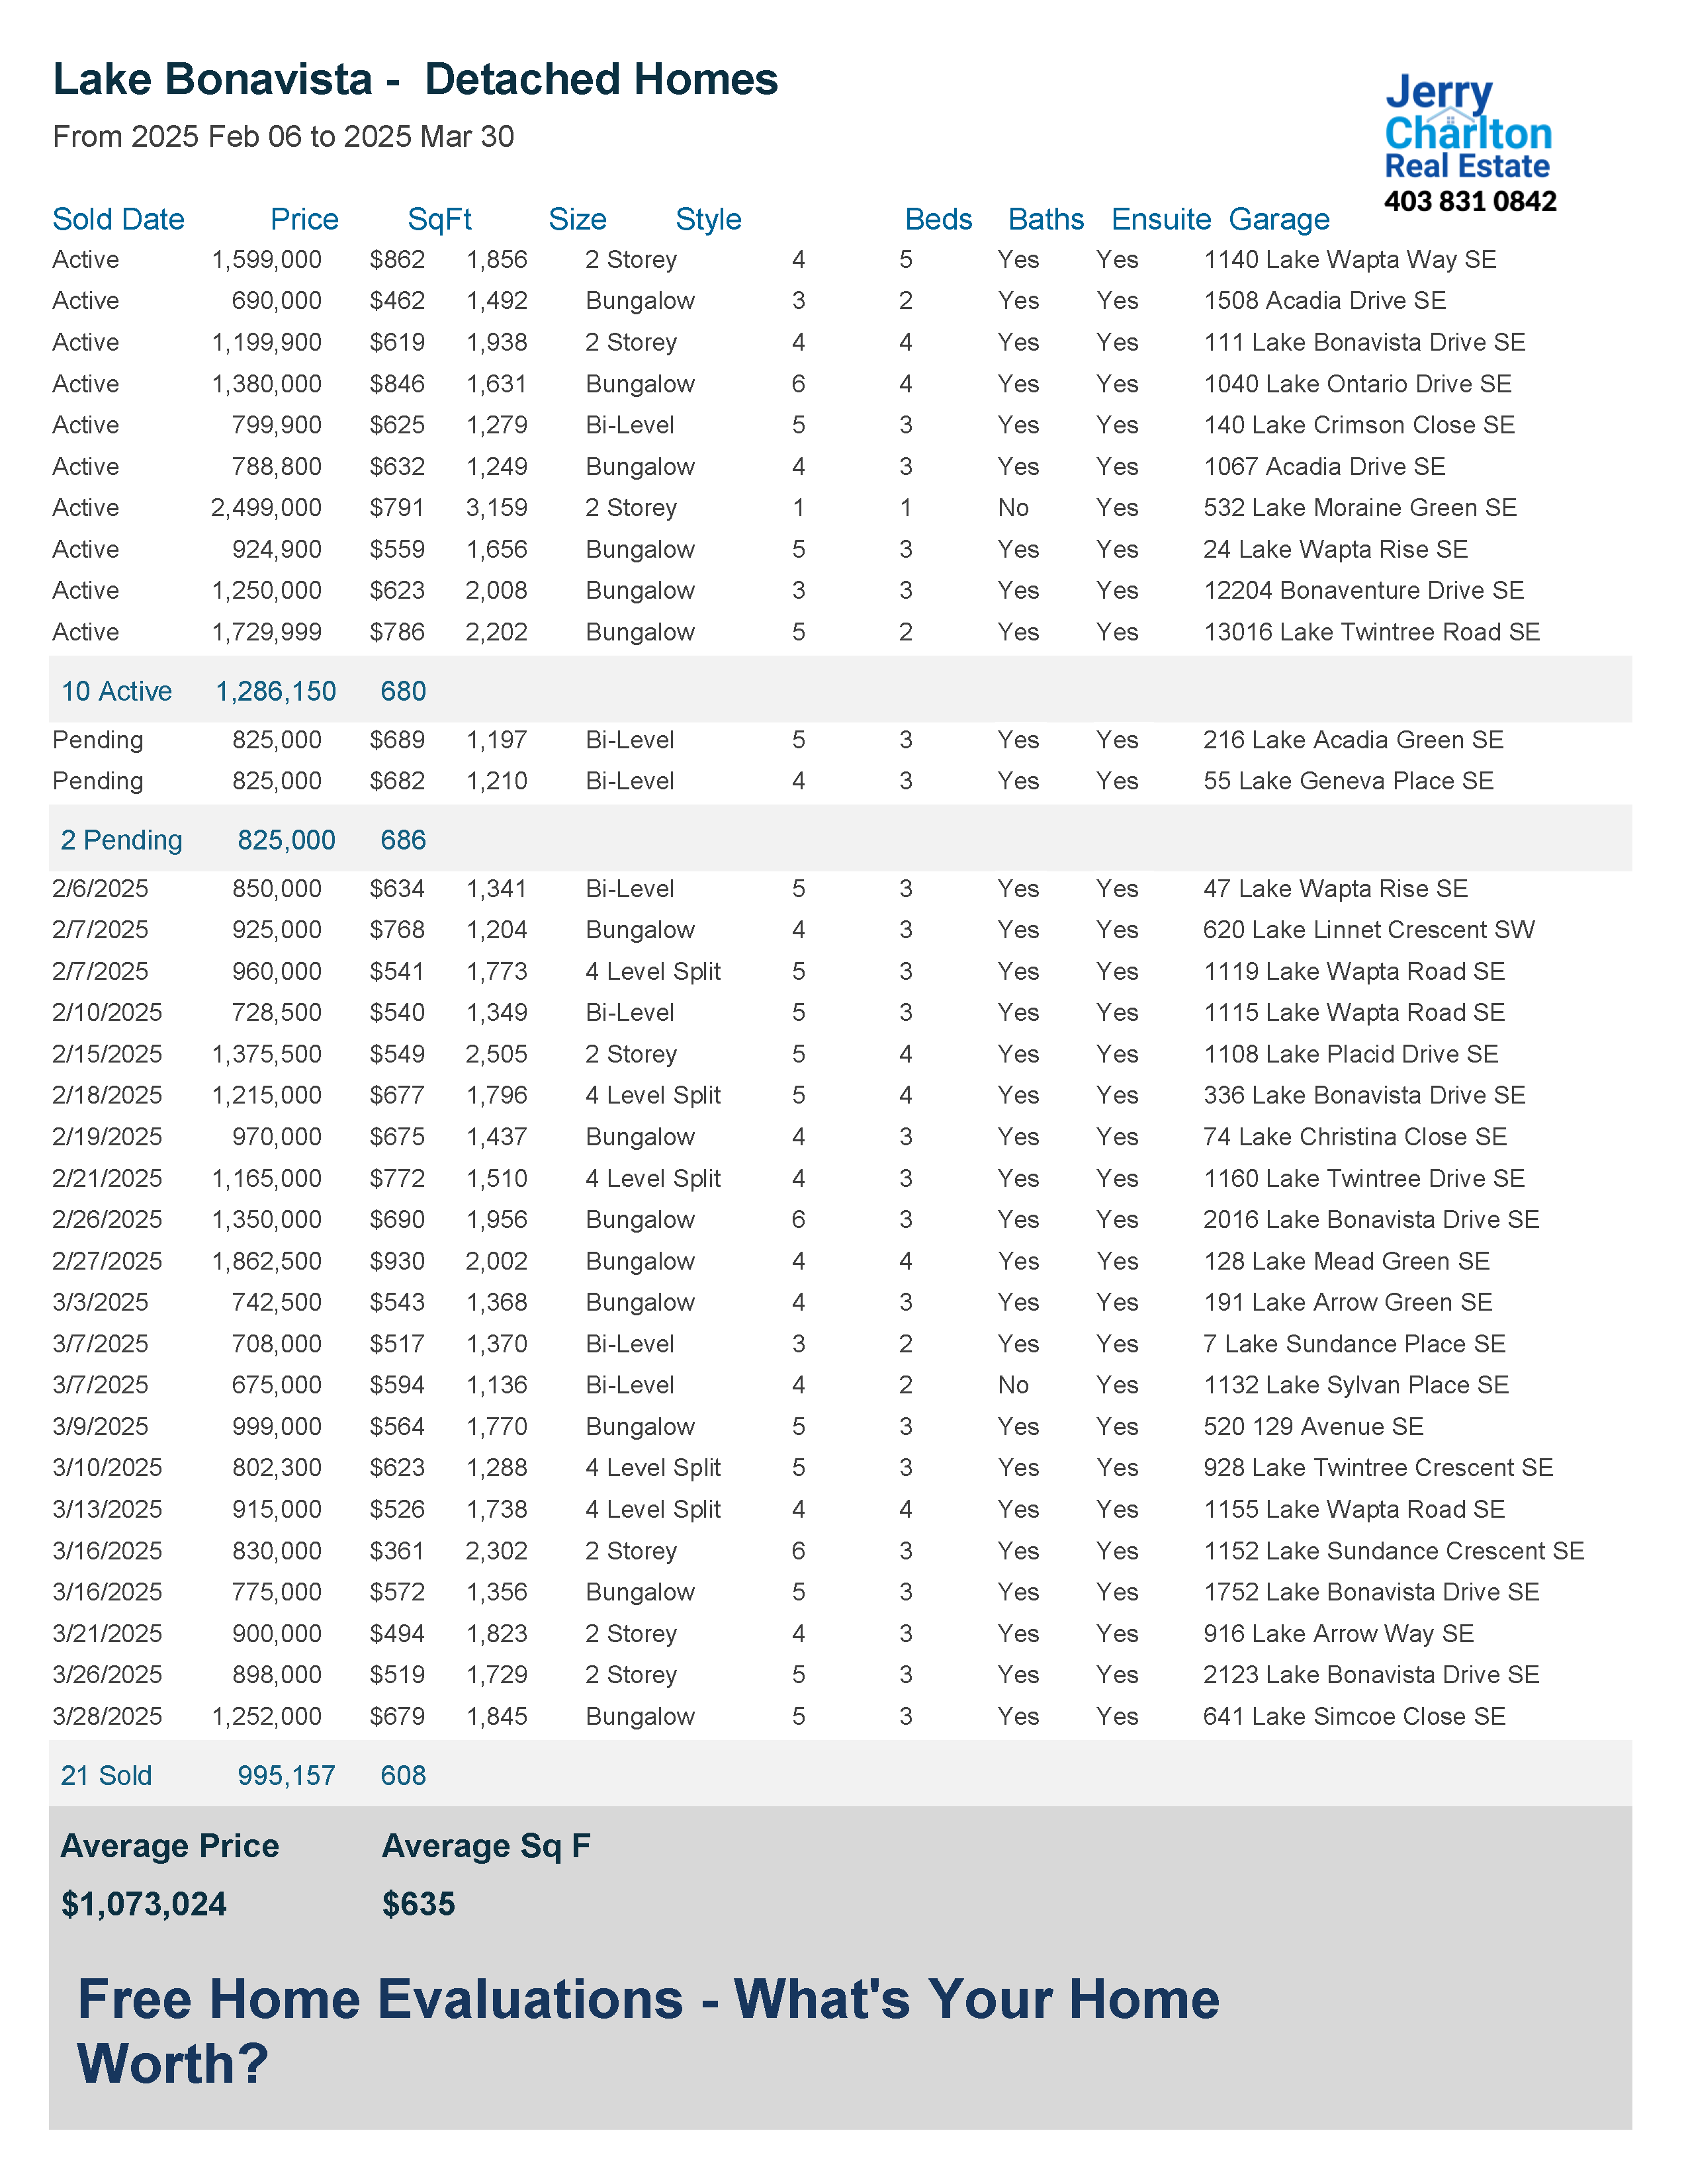 Lake Bonavista -  Detached Homes
From 2025 Feb 06 to 2025 Mar 30
Jerry
Charlton
Real Estate
403 831 0842
Sold Date Price SqFt Size Style Beds Baths Ensuite Garage
Active 1,599,000 $862 1,856 2 Storey 4 5 Yes Yes 1140 Lake Wapta Way SE
Active 690,000 $462 1,492 Bungalow 3 2 Yes Yes 1508 Acadia Drive SE
Active 1,199,900 $619 1,938 2 Storey 4 4 Yes Yes 111 Lake Bonavista Drive SE
Active 1,380,000 $846 1,631 Bungalow 6 4 Yes Yes 1040 Lake Ontario Drive SE
Active 799,900 $625 1,279 Bi-Level 5 3 Yes Yes 140 Lake Crimson Close SE
Active 788,800 $632 1,249 Bungalow 4 3 Yes Yes 1067 Acadia Drive SE
Active 2,499,000 $791 3,159 2 Storey 1 1 No Yes 532 Lake Moraine Green SE
Active 924,900 $559 1,656 Bungalow 5 3 Yes Yes 24 Lake Wapta Rise SE
Active 1,250,000 $623 2,008 Bungalow 3 3 Yes Yes 12204 Bonaventure Drive SE
Active 1,729,999 $786 2,202 Bungalow 5 2 Yes Yes 13016 Lake Twintree Road SE
10 Active 1,286,150 680
Pending 825,000 $689 1,197 Bi-Level 5 3 Yes Yes 216 Lake Acadia Green SE
Pending 825,000 $682 1,210 Bi-Level 4 3 Yes Yes 55 Lake Geneva Place SE
2 Pending 825,000 686
2/6/2025 850,000 $634 1,341 Bi-Level 5 3 Yes Yes 47 Lake Wapta Rise SE
2/7/2025 925,000 $768 1,204 Bungalow 4 3 Yes Yes 620 Lake Linnet Crescent SW
2/7/2025 960,000 $541 1,773 4 Level Split 5 3 Yes Yes 1119 Lake Wapta Road SE
2/10/2025 728,500 $540 1,349 Bi-Level 5 3 Yes Yes 1115 Lake Wapta Road SE
2/15/2025 1,375,500 $549 2,505 2 Storey 5 4 Yes Yes 1108 Lake Placid Drive SE
2/18/2025 1,215,000 $677 1,796 4 Level Split 5 4 Yes Yes 336 Lake Bonavista Drive SE
2/19/2025 970,000 $675 1,437 Bungalow 4 3 Yes Yes 74 Lake Christina Close SE
2/21/2025 1,165,000 $772 1,510 4 Level Split 4 3 Yes Yes 1160 Lake Twintree Drive SE
2/26/2025 1,350,000 $690 1,956 Bungalow 6 3 Yes Yes 2016 Lake Bonavista Drive SE
2/27/2025 1,862,500 $930 2,002 Bungalow 4 4 Yes Yes 128 Lake Mead Green SE
3/3/2025 742,500 $543 1,368 Bungalow 4 3 Yes Yes 191 Lake Arrow Green SE
3/7/2025 708,000 $517 1,370 Bi-Level 3 2 Yes Yes 7 Lake Sundance Place SE
3/7/2025 675,000 $594 1,136 Bi-Level 4 2 No Yes 1132 Lake Sylvan Place SE
3/9/2025 999,000 $564 1,770 Bungalow 5 3 Yes Yes 520 129 Avenue SE
3/10/2025 802,300 $623 1,288 4 Level Split 5 3 Yes Yes 928 Lake Twintree Crescent SE
3/13/2025 915,000 $526 1,738 4 Level Split 4 4 Yes Yes 1155 Lake Wapta Road SE
3/16/2025 830,000 $361 2,302 2 Storey 6 3 Yes Yes 1152 Lake Sundance Crescent SE
3/16/2025 775,000 $572 1,356 Bungalow 5 3 Yes Yes 1752 Lake Bonavista Drive SE
3/21/2025 900,000 $494 1,823 2 Storey 4 3 Yes Yes 916 Lake Arrow Way SE
3/26/2025 898,000 $519 1,729 2 Storey 5 3 Yes Yes 2123 Lake Bonavista Drive SE
3/28/2025 1,252,000 $679 1,845 Bungalow 5 3 Yes Yes 641 Lake Simcoe Close SE
21 Sold 995,157 608
Average Price Average Sq F
$1,073,024 $635
Free Home Evaluations - What's Your Home
Worth?